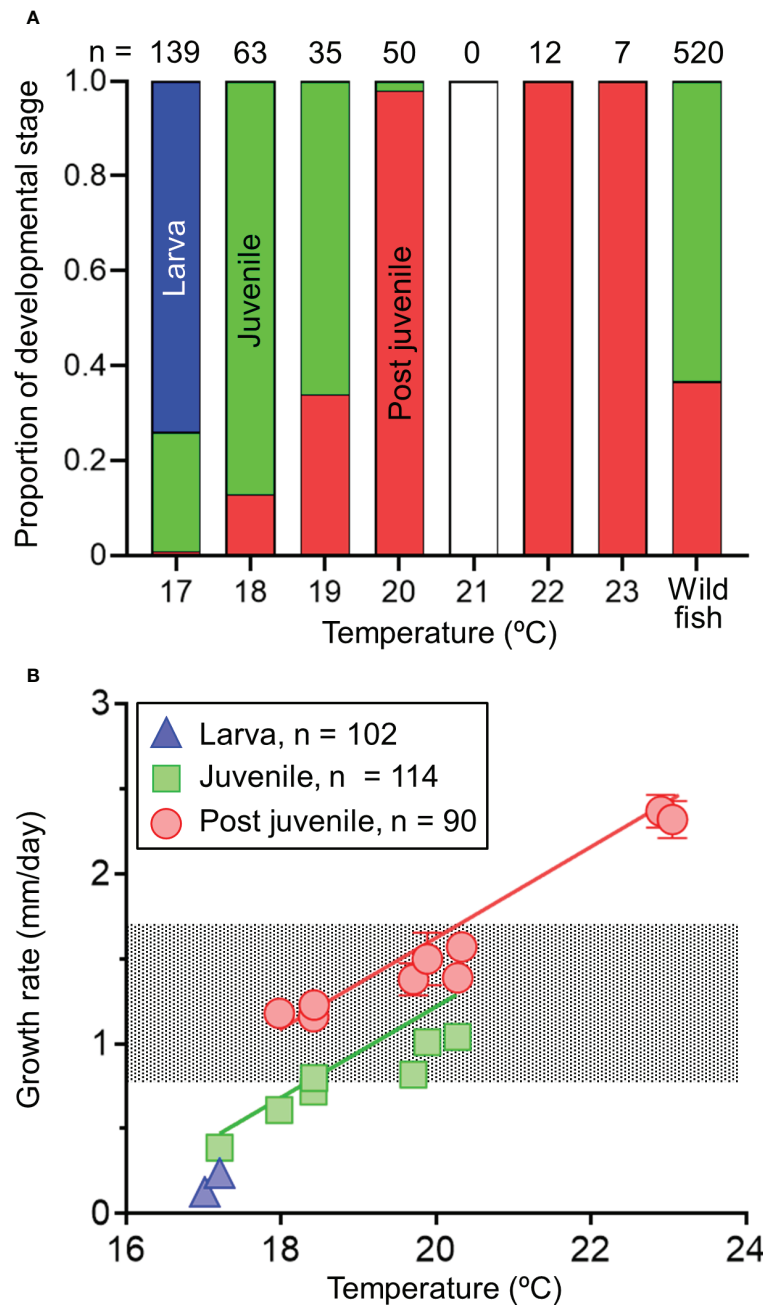 A
n = 139 63 35 50 0 12 7 520
1.0
0.8
0.6
0.4
0.2
0
Proportion of developmental stage
Larva
Juvenile
Post juvenile
17 18 19 20 21 22 23 Wild
fish
Temperature (ºC)
B
3
2
1
0
Growth rate (mm/day)
Larva, n = 102
Juvenile, n = 114
Post juvenile, n = 90
16 18 20 22 24
Temperature (ºC)